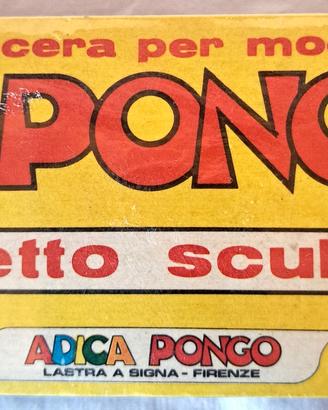 cera per mo
PONG
etto scul
ADICA PONGO
LASTRA A SIGNA - FIRENZE